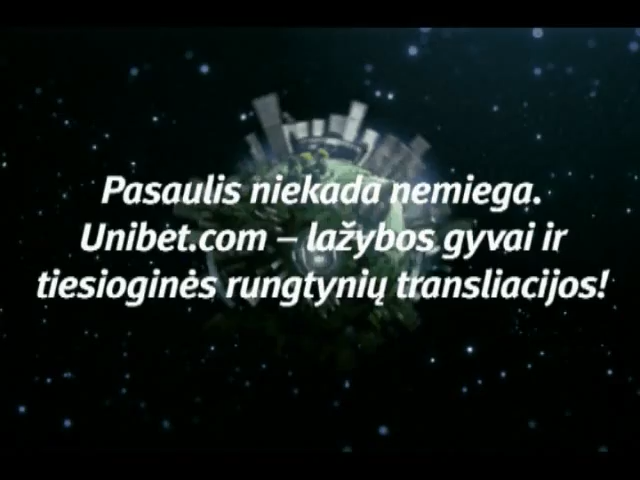 Pasaulis niekada nemiega.
Unibet.com – lažybos gyvai ir
tiesioginės rungtynių transliacijos!